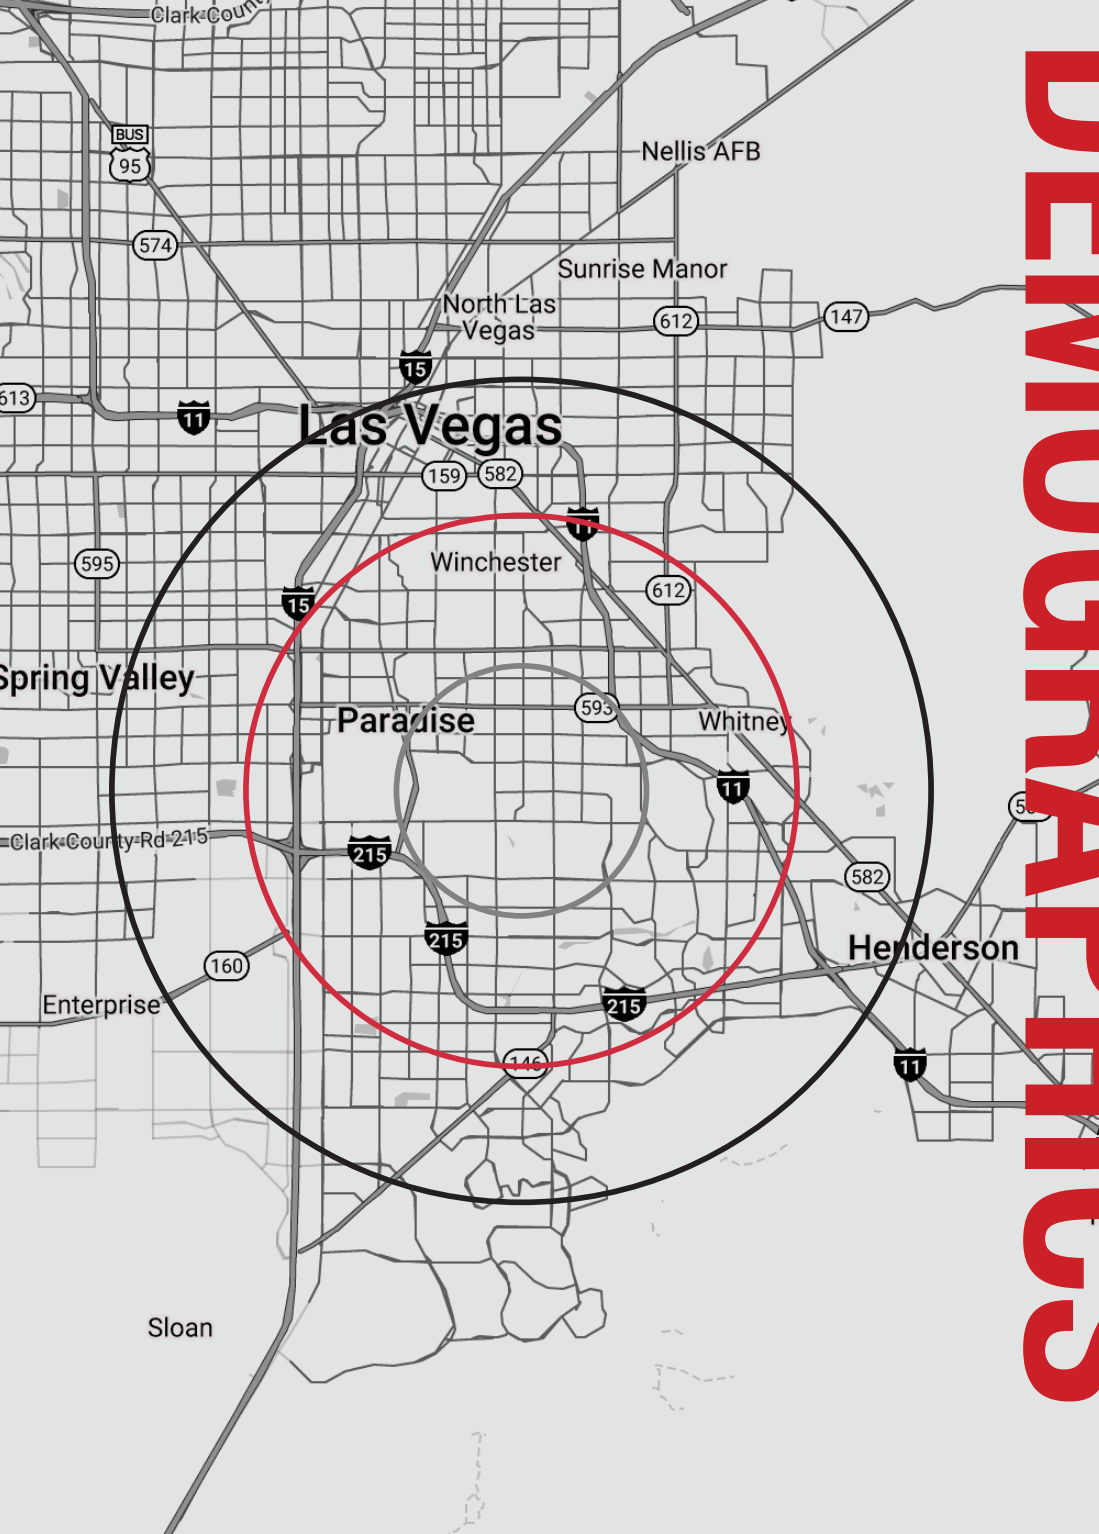 Clark County
BUS
95
Nellis AFB
574
Sunrise Manor
North Las
Vegas
612
147
15
613
11
Las Vegas
159
582
11
595
Winchester
612
15
Spring Valley
593
Paradise
Whitney
11
Clark County Rd 215
215
582
215
Henderson
160
Enterprise
215
146
11
Sloan
DEMOGRAPHICS